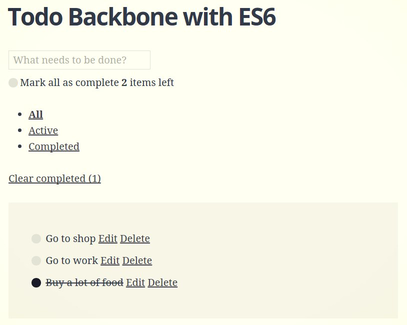 Todo Backbone with ES6
What needs to be done?
Mark all as complete 2 items left
All
Active
Completed
Clear completed (1)
Go to shop Edit Delete
Go to work Edit Delete
Buy a lot of food Edit Delete